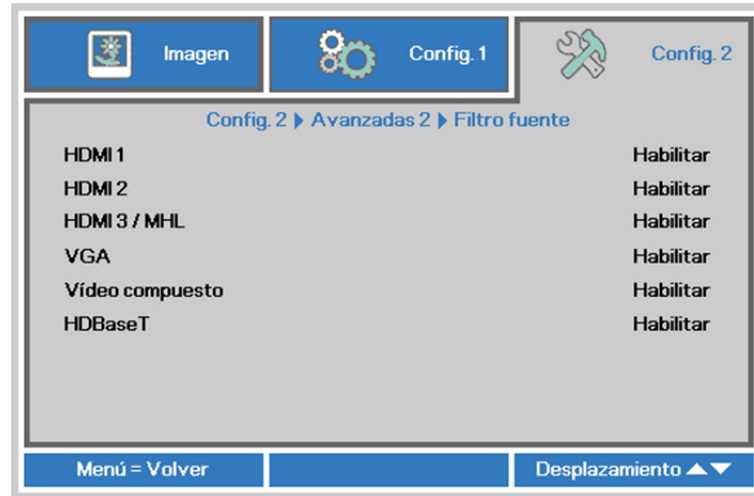 Imagen Config. 1 Config. 2
Config. 2 ▶ Avanzadas 2 ▶ Filtro fuente
HDMI 1 Habilitar
HDMI 2 Habilitar
HDMI 3 / MHL Habilitar
VGA Habilitar
Vídeo compuesto Habilitar
HDBaseT Habilitar
Menú = Volver Desplazamiento ▲▼